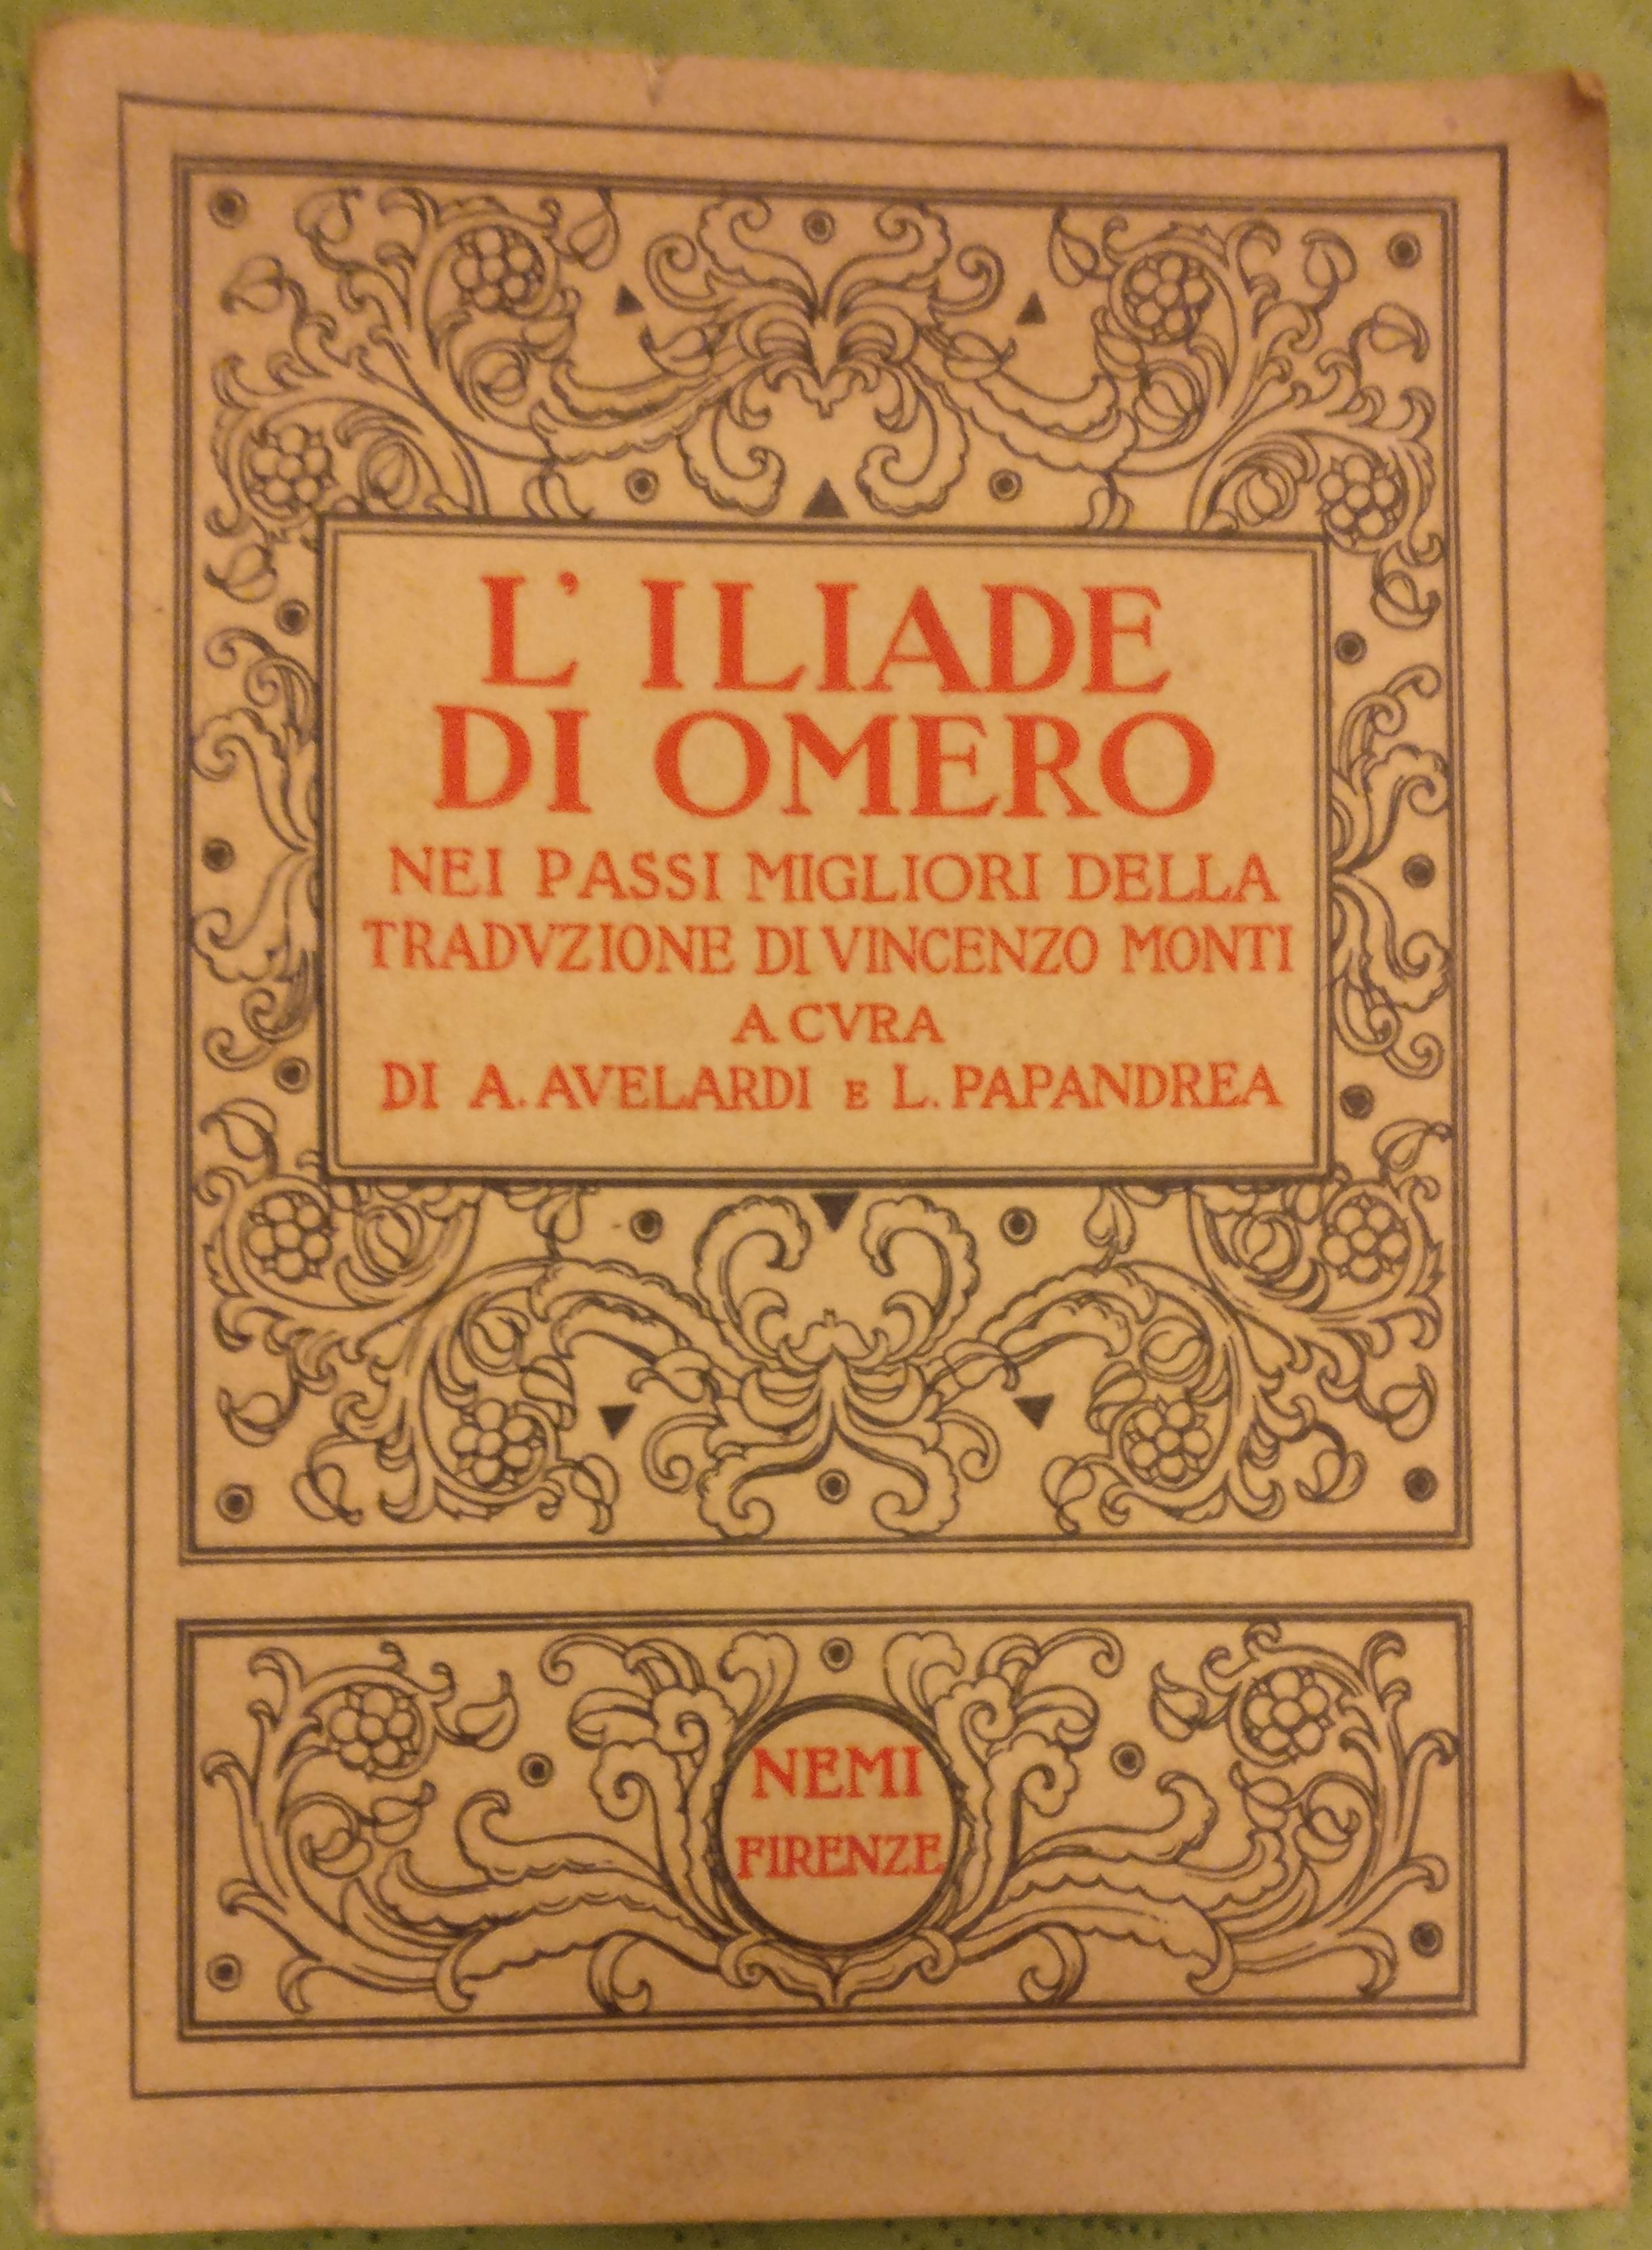 L' ILIADE
DI OMERO
NEI PASSI MIGLIORI DELLA
TRADVZIONE DI VINCENZO MONTI
A CVRA
DI A. AVELARDI E L. PAPANDREA
NEMI
FIRENZE